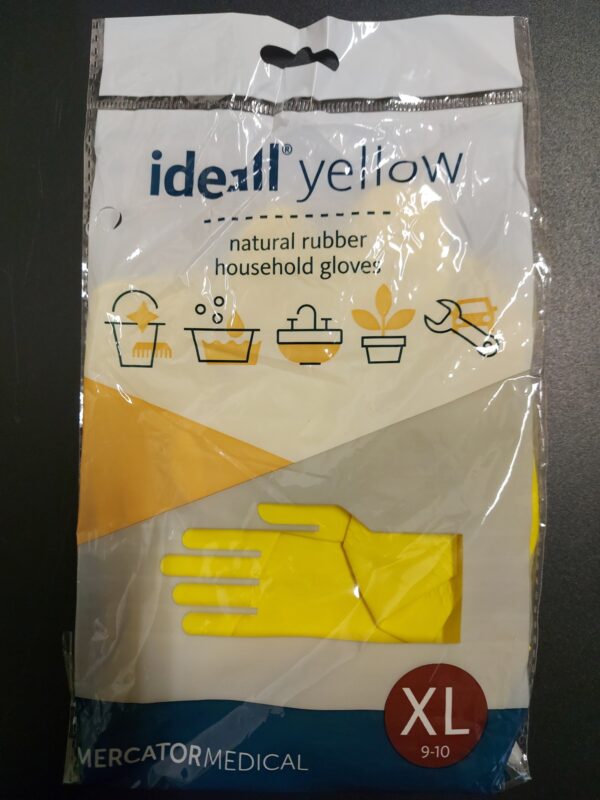 ideall® yellow
natural rubber
household gloves
XL
9-10
MERCATORMEDICAL